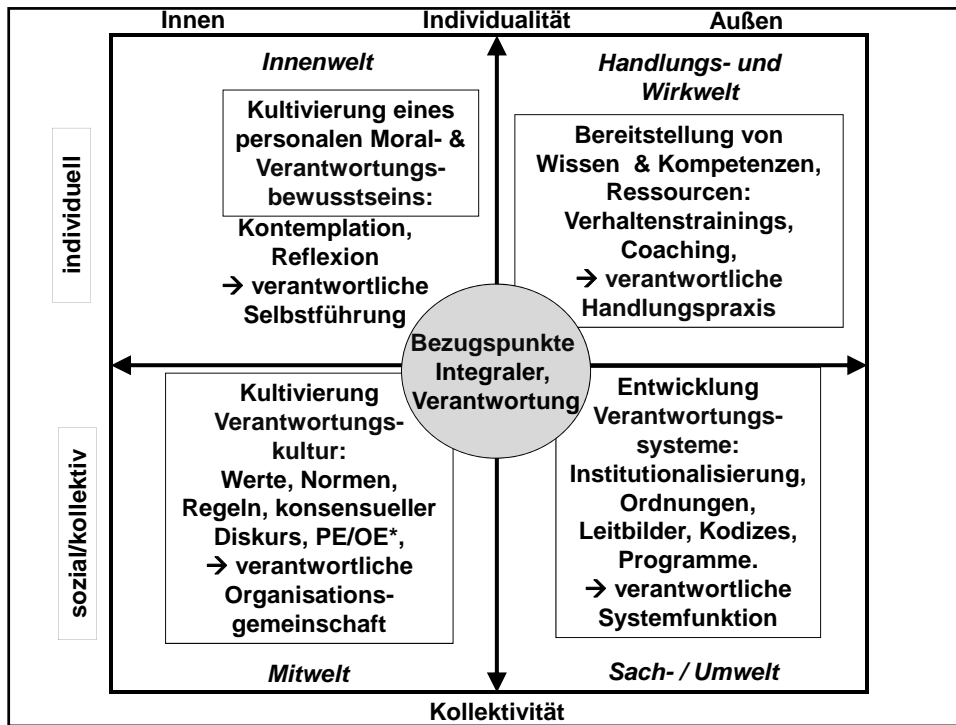 Innen
Individualität
Außen
individuell
Innenwelt
Kultivierung eines
personalen Moral- &
Verantwortungs-
bewusstseins:
Kontemplation,
Reflexion
→ verantwortliche
Selbstführung
Handlungs- und
Wirkwelt
Bereitstellung von
Wissen & Kompetenzen,
Ressourcen:
Verhaltenstrainings,
Coaching,
→ verantwortliche
Handlungspraxis
Bezugspunkte
Integraler,
Verantwortung
sozial/kollektiv
Kultivierung
Verantwortungs-
kultur:
Werte, Normen,
Regeln, konsensueller
Diskurs, PE/OE*,
→ verantwortliche
Organisations-
gemeinschaft
Mitwelt
Entwicklung
Verantwortungs-
systeme:
Institutionalisierung,
Ordnungen,
Leitbilder, Kodizes,
Programme.
→ verantwortliche
Systemfunktion
Sach- / Umwelt
Kollektivität